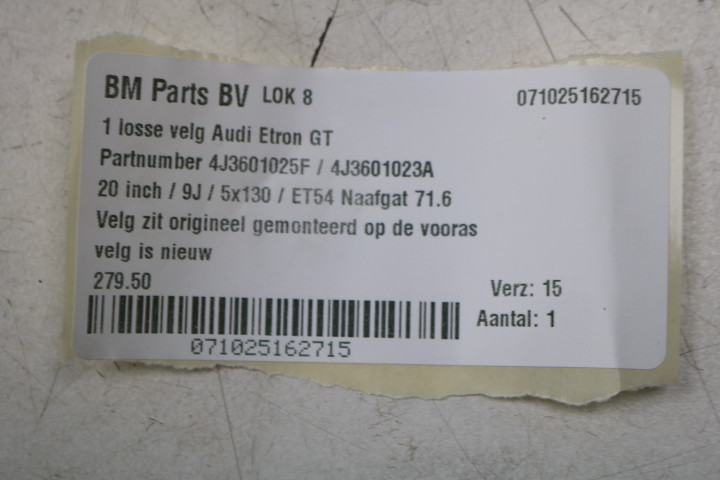 BM Parts BV LOK 8 071025162715
1 losse velg Audi Etron GT
Partnumber 4J3601025F / 4J3601023A
20 inch / 9J / 5x130 / ET54 Naafgat 71.6
Velg zit origineel gemonteerd op de vooras
velg is nieuw
279.50 Verz: 15
Aantal: 1
071025162715